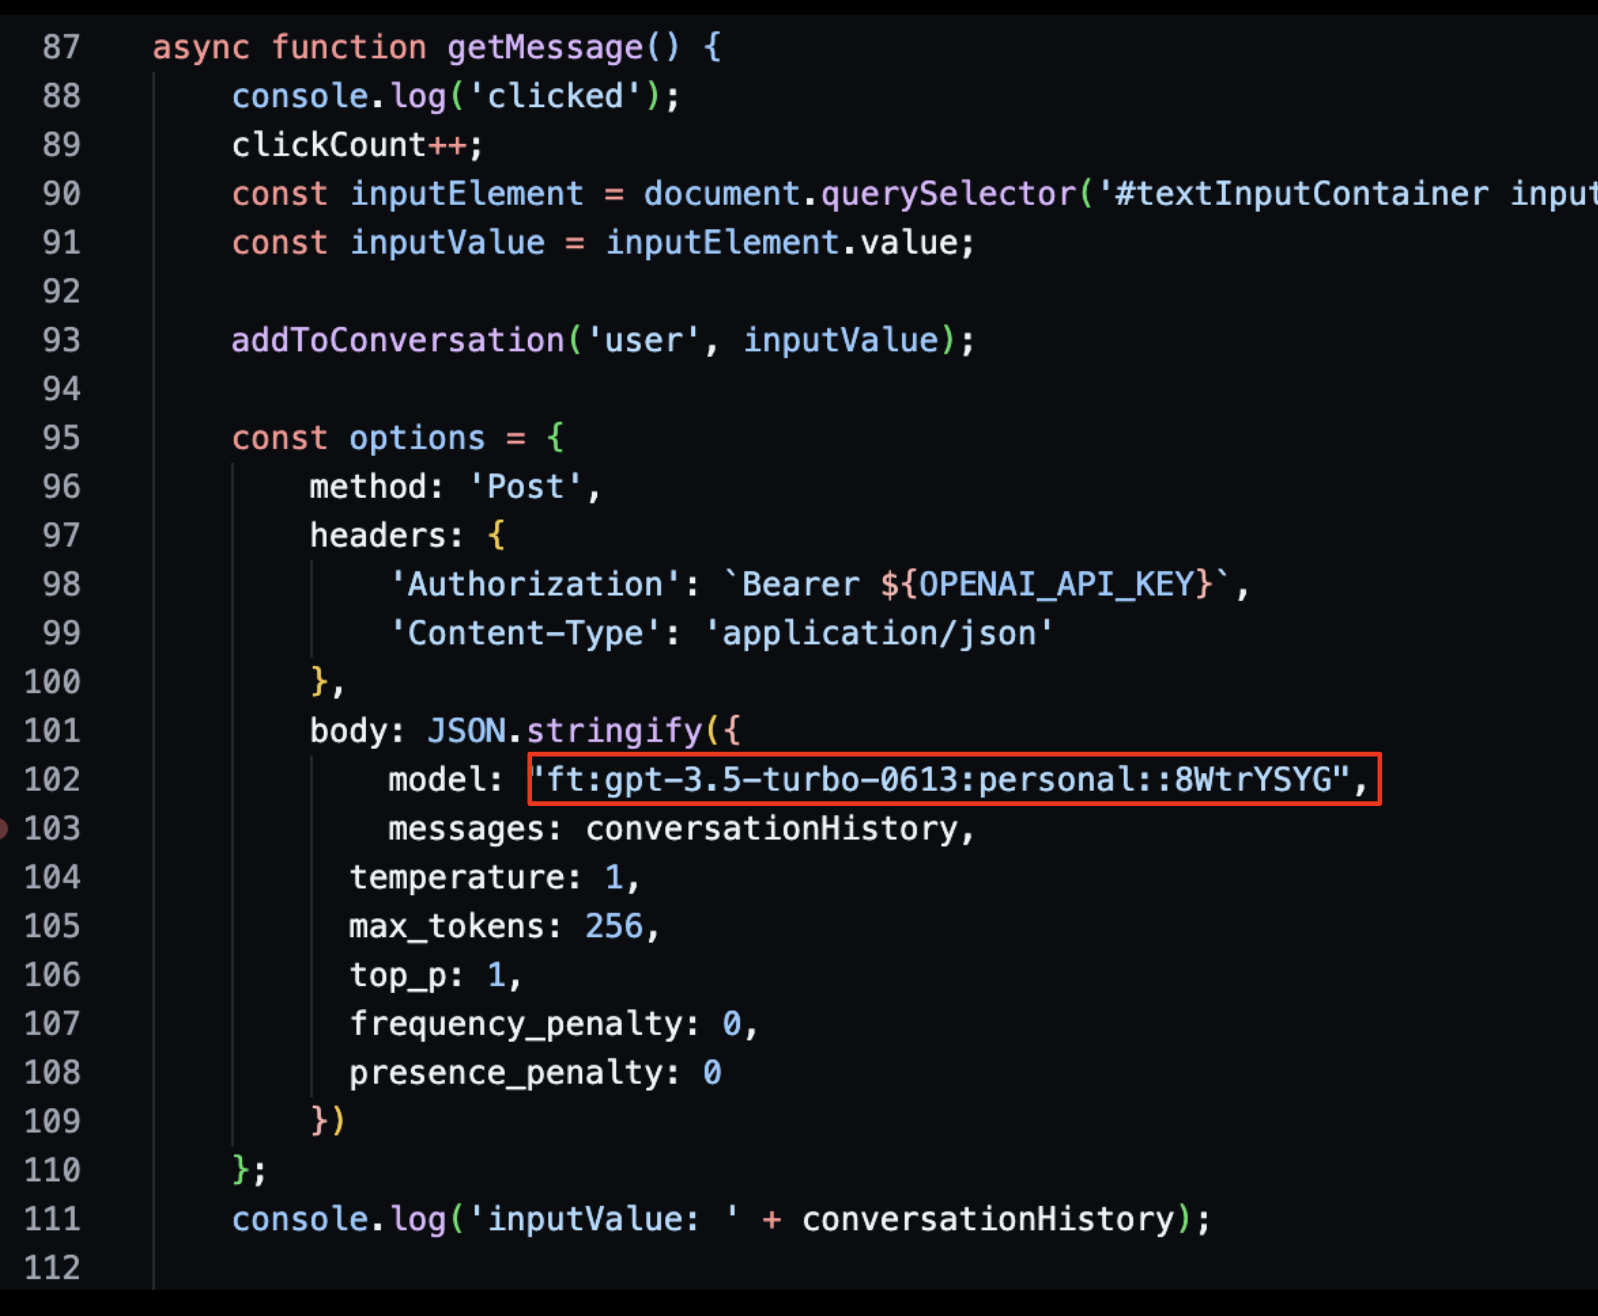 87 async function getMessage() {
88 console.log('clicked');
89 clickCount++;
90 const inputElement = document.querySelector('#textInputContainer input
91 const inputValue = inputElement.value;
92
93 addToConversation('user', inputValue);
94
95 const options = {
96 method: 'Post',
97 headers: {
98 'Authorization': `Bearer ${OPENAI_API_KEY}`,
99 'Content-Type': 'application/json'
100 },
101 body: JSON.stringify({
102 model: "ft:gpt-3.5-turbo-0613:personal::8WtrYSYG",
103 messages: conversationHistory,
104 temperature: 1,
105 max_tokens: 256,
106 top_p: 1,
107 frequency_penalty: 0,
108 presence_penalty: 0
109 })
110 };
111 console.log('inputValue: ' + conversationHistory);
112